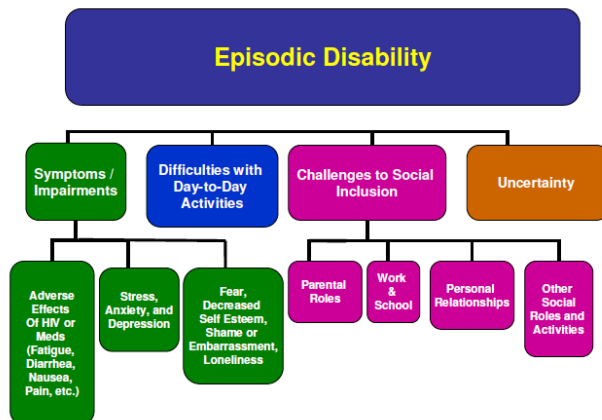 Episodic Disability
Symptoms /
Impairments
Difficulties with
Day-to-Day
Activities
Challenges to Social
Inclusion
Uncertainty
Adverse
Effects
Of HIV or
Meds
(Fatigue,
Diarrhea,
Nausea,
Pain, etc.)
Stress,
Anxiety, and
Depression
Fear,
Decreased
Self Esteem,
Shame or
Embarrassment,
Loneliness
Parental
Roles
Work
&
School
Personal
Relationships
Other
Social
Roles and
Activities